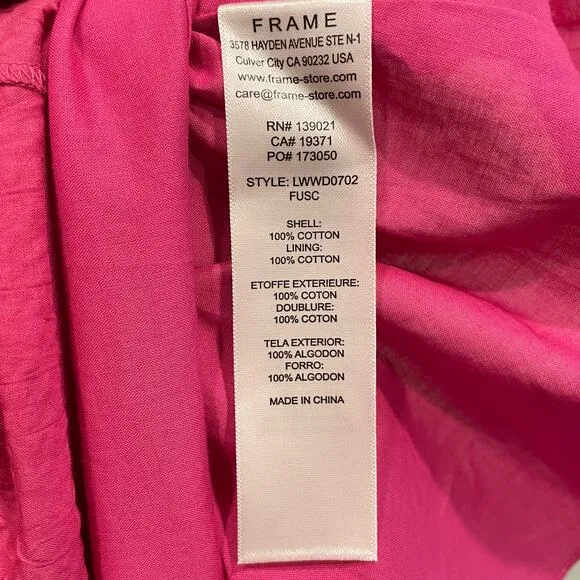 FRAME
3578 HAYDEN AVENUE STE N-1
Culver City CA 90232 USA
www.frame-store.com
care@frame-store.com
RN# 139021
CA# 19371
PO# 173050
STYLE: LWWD0702
FUSC
SHELL:
100% COTTON
LINING:
100% COTTON
ETOFFE EXTERIEURE:
100% COTON
DOUBLURE:
100% COTON
TELA EXTERIOR:
100% ALGODON
FORRO:
100% ALGODON
MADE IN CHINA